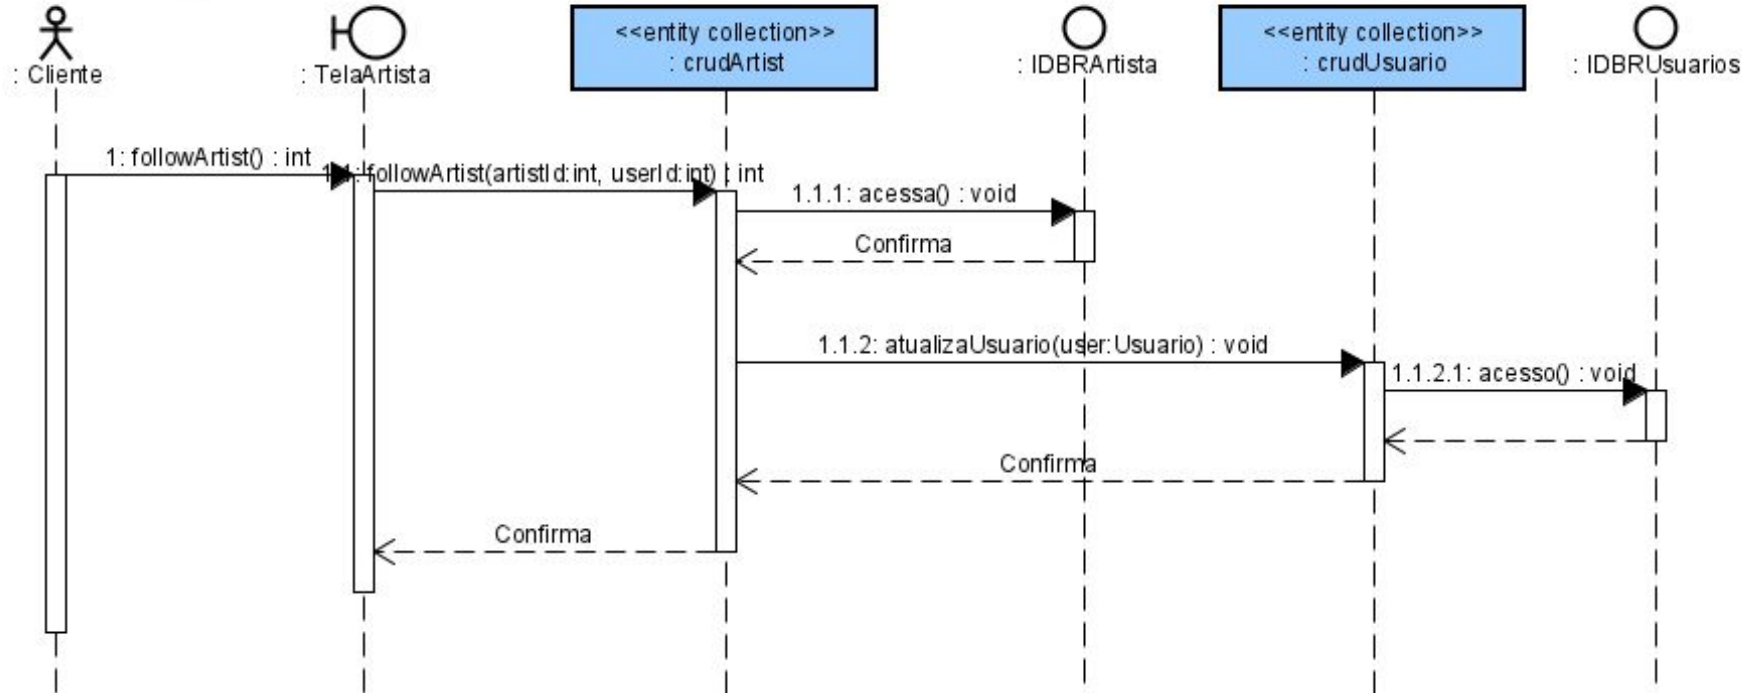 : Cliente
: TelaArtista
<<entity collection>>
: crudArtist
: IDBRArtista
<<entity collection>>
: crudUsuario
: IDBRUsuarios
1: followArtist() : int
1.1: followArtist(artistId:int, userId:int) : int
1.1.1: acessa() : void
Confirma
1.1.2: atualizaUsuario(user:Usuario) : void
1.1.2.1: acesso() : void
Confirma
Confirma